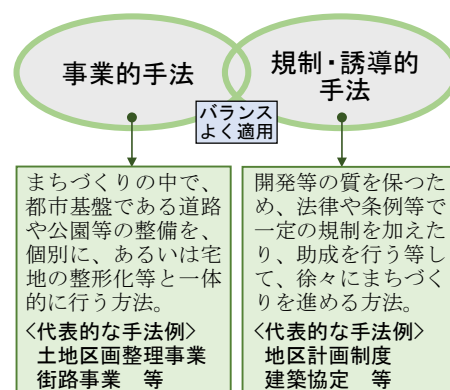 事業的手法
規制・誘導的
手法
バランス
よく適用
まちづくりの中で、
都市基盤である道路
や公園等の整備を、
個別に、あるいは宅
地の整形化等と一体
的に行う方法。
<代表的な手法例>
土地区画整理事業
街路事業 等
開発等の質を保つた
め、法律や条例等で
一定の規制を加えた
り、助成を行う等し
て、徐々にまちづく
りを進める方法。
<代表的な手法例>
地区計画制度
建築協定 等